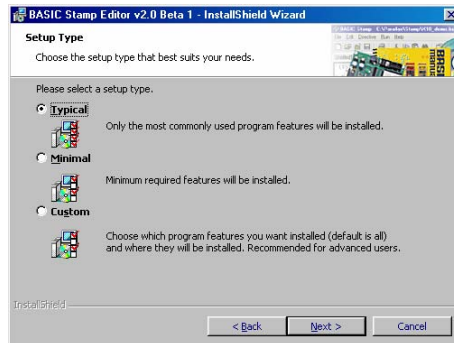 BASIC Stamp Editor v2.0 Beta 1 - InstallShield Wizard
Setup Type
Choose the setup type that best suits your needs.
Please select a setup type.
Typical
Only the most commonly used program features will be installed.
Minimal
Minimum required features will be installed.
Custom
Choose which program features you want installed (default is all)
and where they will be installed. Recommended for advanced users.
InstallShield
< Back
Next >
Cancel